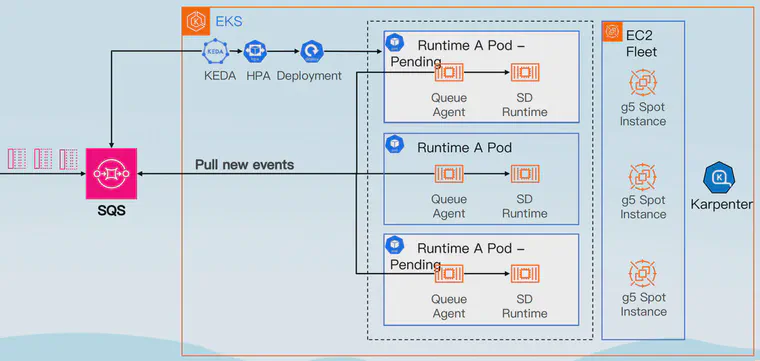 EKS
KEDA
KEDA
HPA
Deployment
SQS
Pull new events
Runtime A Pod –
Pending
Queue
Agent
SD
Runtime
Runtime A Pod
Queue
Agent
SD
Runtime
Runtime A Pod –
Pending
Queue
Agent
SD
Runtime
EC2
Fleet
g5 Spot
Instance
g5 Spot
Instance
g5 Spot
Instance
Karpenter